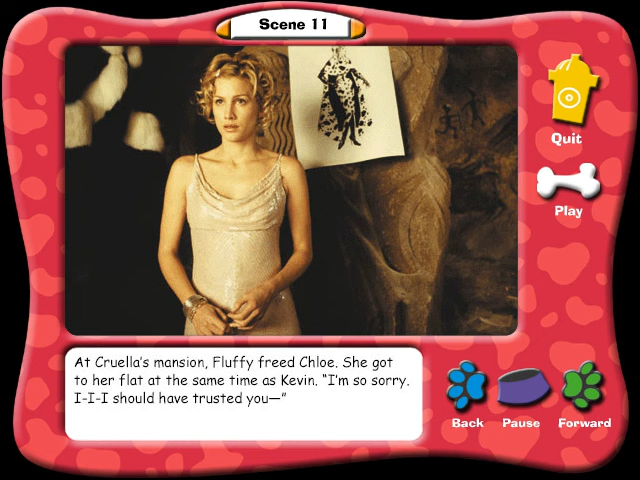 Scene 11
Quit
Play
At Cruella's mansion, Fluffy freed Chloe. She got
to her flat at the same time as Kevin. "I'm so sorry.
I-I-I should have trusted you—"
Back Pause Forward